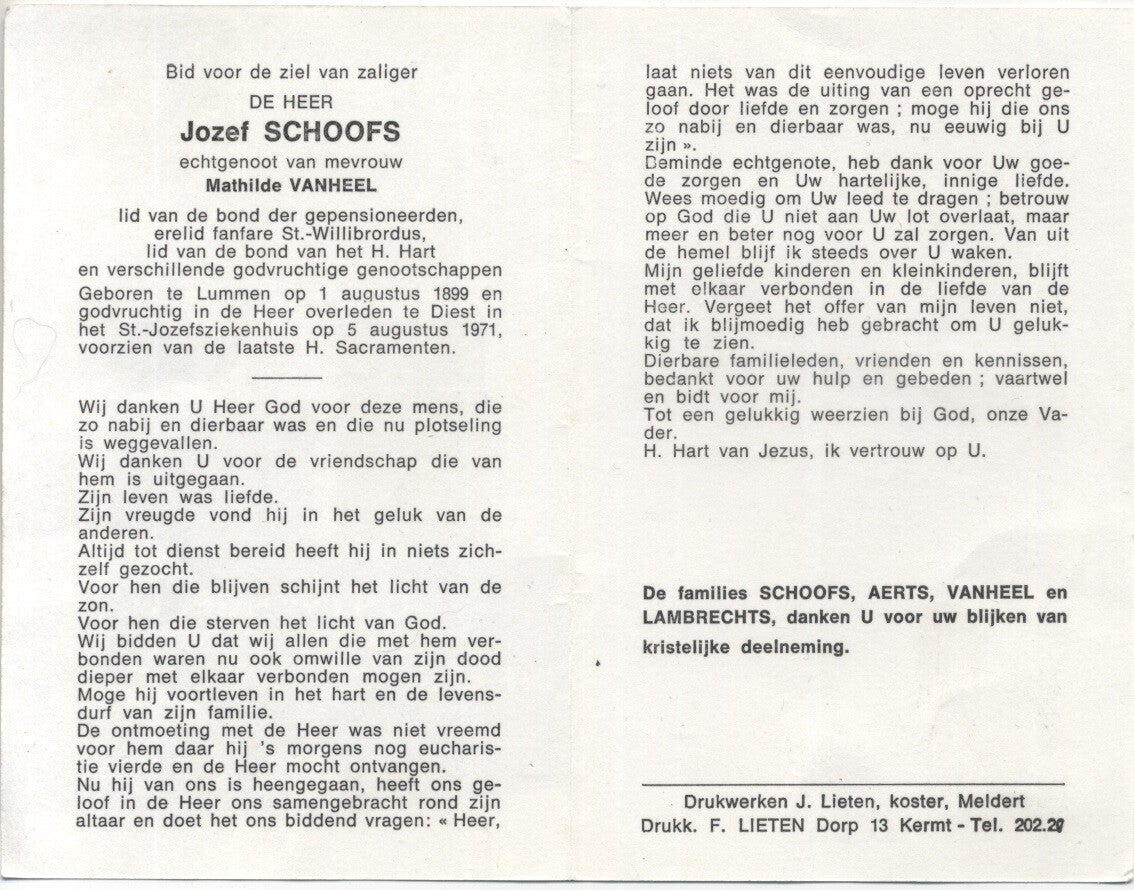 Bid voor de ziel van zaliger
DE HEER
Jozef SCHOOFS
echtgenoot van mevrouw
Mathilde VANHEEL
lid van de bond der gepensioneerden,
erelid fanfare St.-Willibrordus,
lid van de bond van het H. Hart
en verschillende godvruchtige genootschappen
Geboren te Lummen op 1 augustus 1899 en
godvruchtig in de Heer overleden te Diest in
het St.-Jozefsziekenhuis op 5 augustus 1971,
voorzien van de laatste H. Sacramenten.
Wij danken U Heer God voor deze mens, die
zo nabij en dierbaar was en die nu plotseling
is weggevallen.
Wij danken U voor de vriendschap die van
hem is uitgegaan.
Zijn leven was liefde.
Zijn vreugde vond hij in het geluk van de
anderen.
Altijd tot dienst bereid heeft hij in niets zich-
zelf gezocht.
Voor hen die blijven schijnt het licht van de
zon.
Voor hen die sterven het licht van God.
Wij bidden U dat wij allen die met hem ver-
bonden waren nu ook omwille van zijn dood
dieper met elkaar verbonden mogen zijn.
Moge hij voortleven in het hart en de levens-
durf van zijn familie.
De ontmoeting met de Heer was niet vreemd
voor hem daar hij 's morgens nog eucharis-
tie vierde en de Heer mocht ontvangen.
Nu hij van ons is heengegaan, heeft ons ge-
loof in de Heer ons samengebracht rond zijn
altaar en doet het ons biddend vragen: « Heer,
laat niets van dit eenvoudige leven verloren
gaan. Het was de uiting van een oprecht ge-
loof door liefde en zorgen ; moge hij die ons
zo nabij en dierbaar was, nu eeuwig bij U
zijn ».
Beminde echtgenote, heb dank voor Uw goe-
de zorgen en Uw hartelijke, innige liefde.
Wees moedig om Uw leed te dragen ; betrouw
op God die U niet aan Uw lot overlaat, maar
meer en beter nog voor U zal zorgen. Van uit
de hemel blijf ik steeds over U waken.
Mijn geliefde kinderen en kleinkinderen, blijft
met elkaar verbonden in de liefde van de
Heer. Vergeet het offer van mijn leven niet,
dat ik blijmoedig heb gebracht om U geluk-
kig te zien.
Dierbare familieleden, vrienden en kennissen,
bedankt voor uw hulp en gebeden ; vaartwel
en bidt voor mij.
Tot een gelukkig weerzien bij God, onze Va-
der.
H. Hart van Jezus, ik vertrouw op U.
De families SCHOOFS, AERTS, VANHEEL en
LAMBRECHTS, danken U voor uw blijken van
kristelijke deelneming.
Drukwerken J. Lieten, koster, Meldert
Drukk. F. LIETEN Dorp 13 Kermt - Tel.